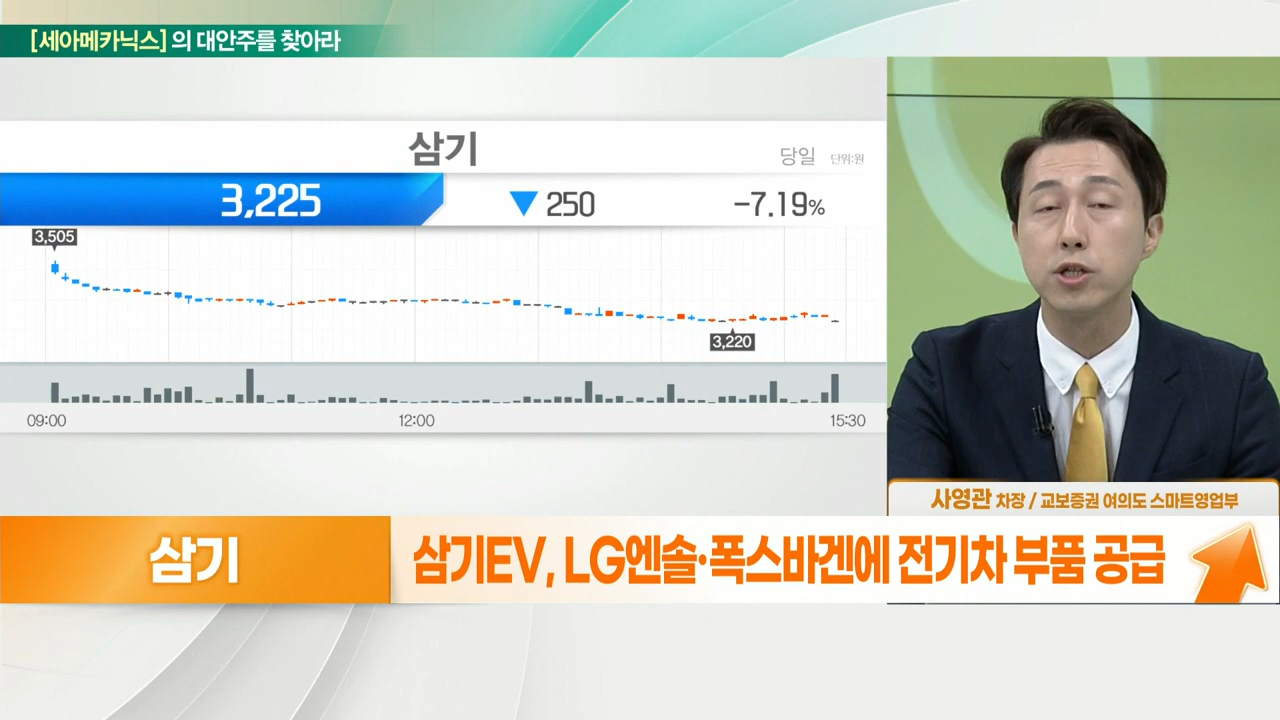 [세아메카닉스]의 대안주를 찾아라
삼기
당일 단위:원
3,225 ▼ 250 -7.19%
3,505
3,220
09:00 12:00 15:30
사영관 차장 / 교보증권 여의도 스마트영업부
삼기 삼기EV, LG엔솔·폭스바겐에 전기차 부품 공급